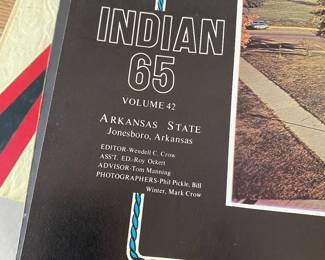 INDIAN
65
VOLUME 42
ARKANSAS STATE
Jonesboro, Arkansas
EDITOR-Wendell C. Crow
ASS'T. ED.-Roy Ockert
ADVISOR-Tom Manning
PHOTOGRAPHERS-Phil Pickle, Bill
Winter, Mark Crow